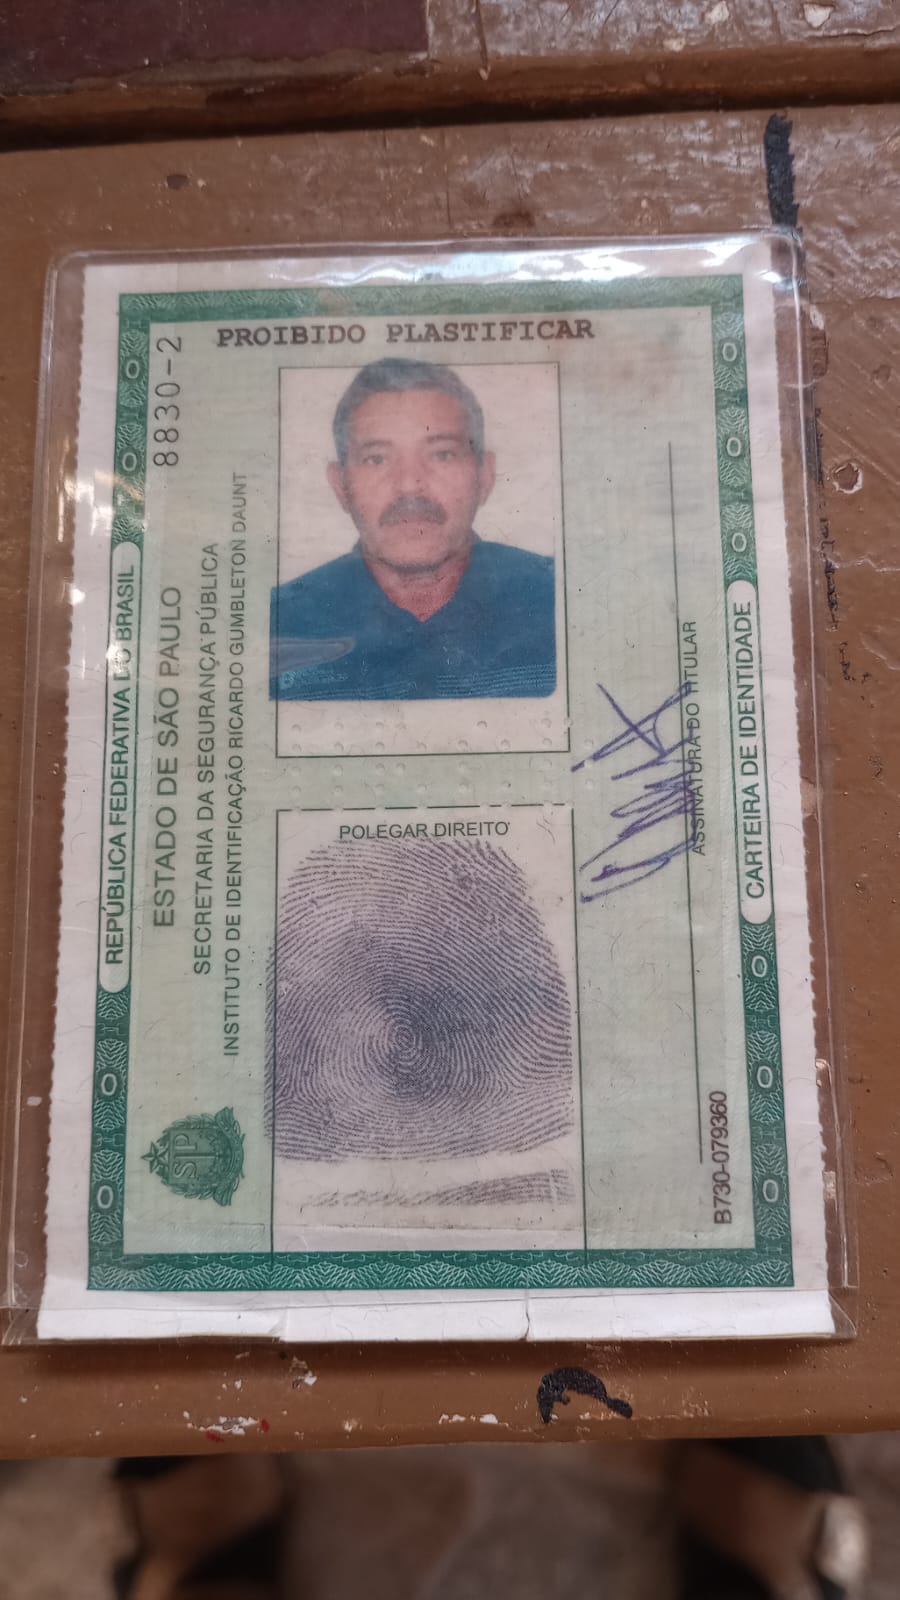 PROIBIDO PLASTIFICAR
8830-2
REPÚBLICA FEDERATIVA DO BRASIL
ESTADO DE SÃO PAULO
SECRETARIA DA SEGURANÇA PÚBLICA
INSTITUTO DE IDENTIFICAÇÃO RICARDO GUMBLETON DAUNT
POLEGAR DIREITO
SP
ASSINATURA DO TITULAR
B730-079360
CARTEIRA DE IDENTIDADE